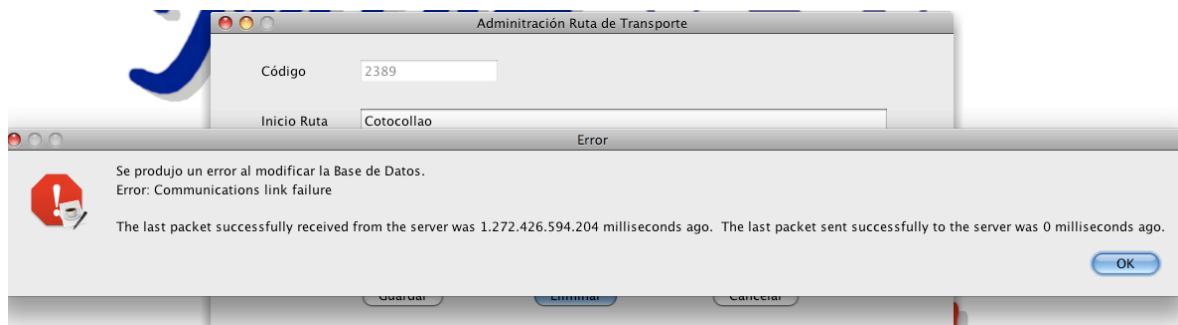 Adminitración Ruta de Transporte
Código 2389
Inicio Ruta Cotocollao
Error
Se produjo un error al modificar la Base de Datos.
Error: Communications link failure
The last packet successfully received from the server was 1.272.426.594.204 milliseconds ago.  The last packet sent successfully to the server was 0 milliseconds ago.
OK
Guardar Eliminar Cancelar